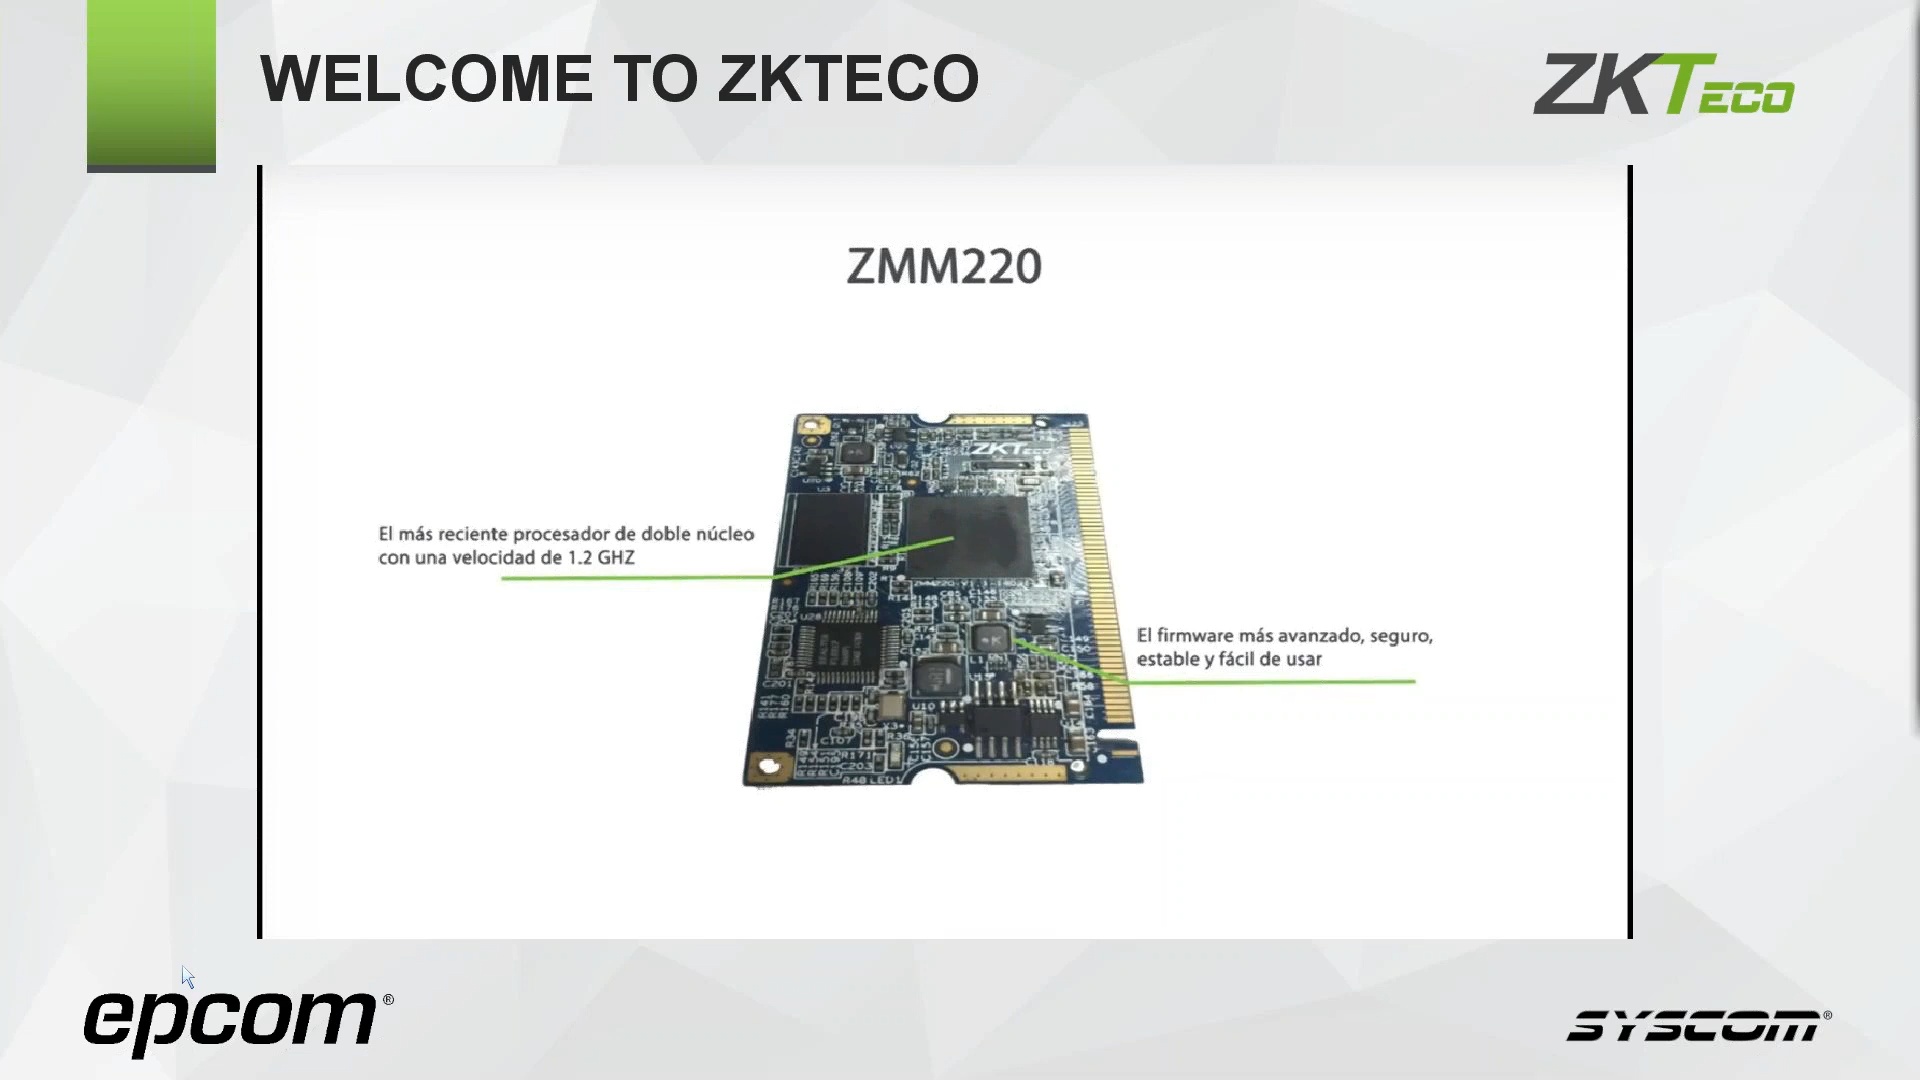 WELCOME TO ZKTECO
ZKTECO
ZMM220
ZKTECO
El más reciente procesador de doble núcleo
con una velocidad de 1.2 GHZ
El firmware más avanzado, seguro,
estable y fácil de usar
epcom®
SYSCOM®